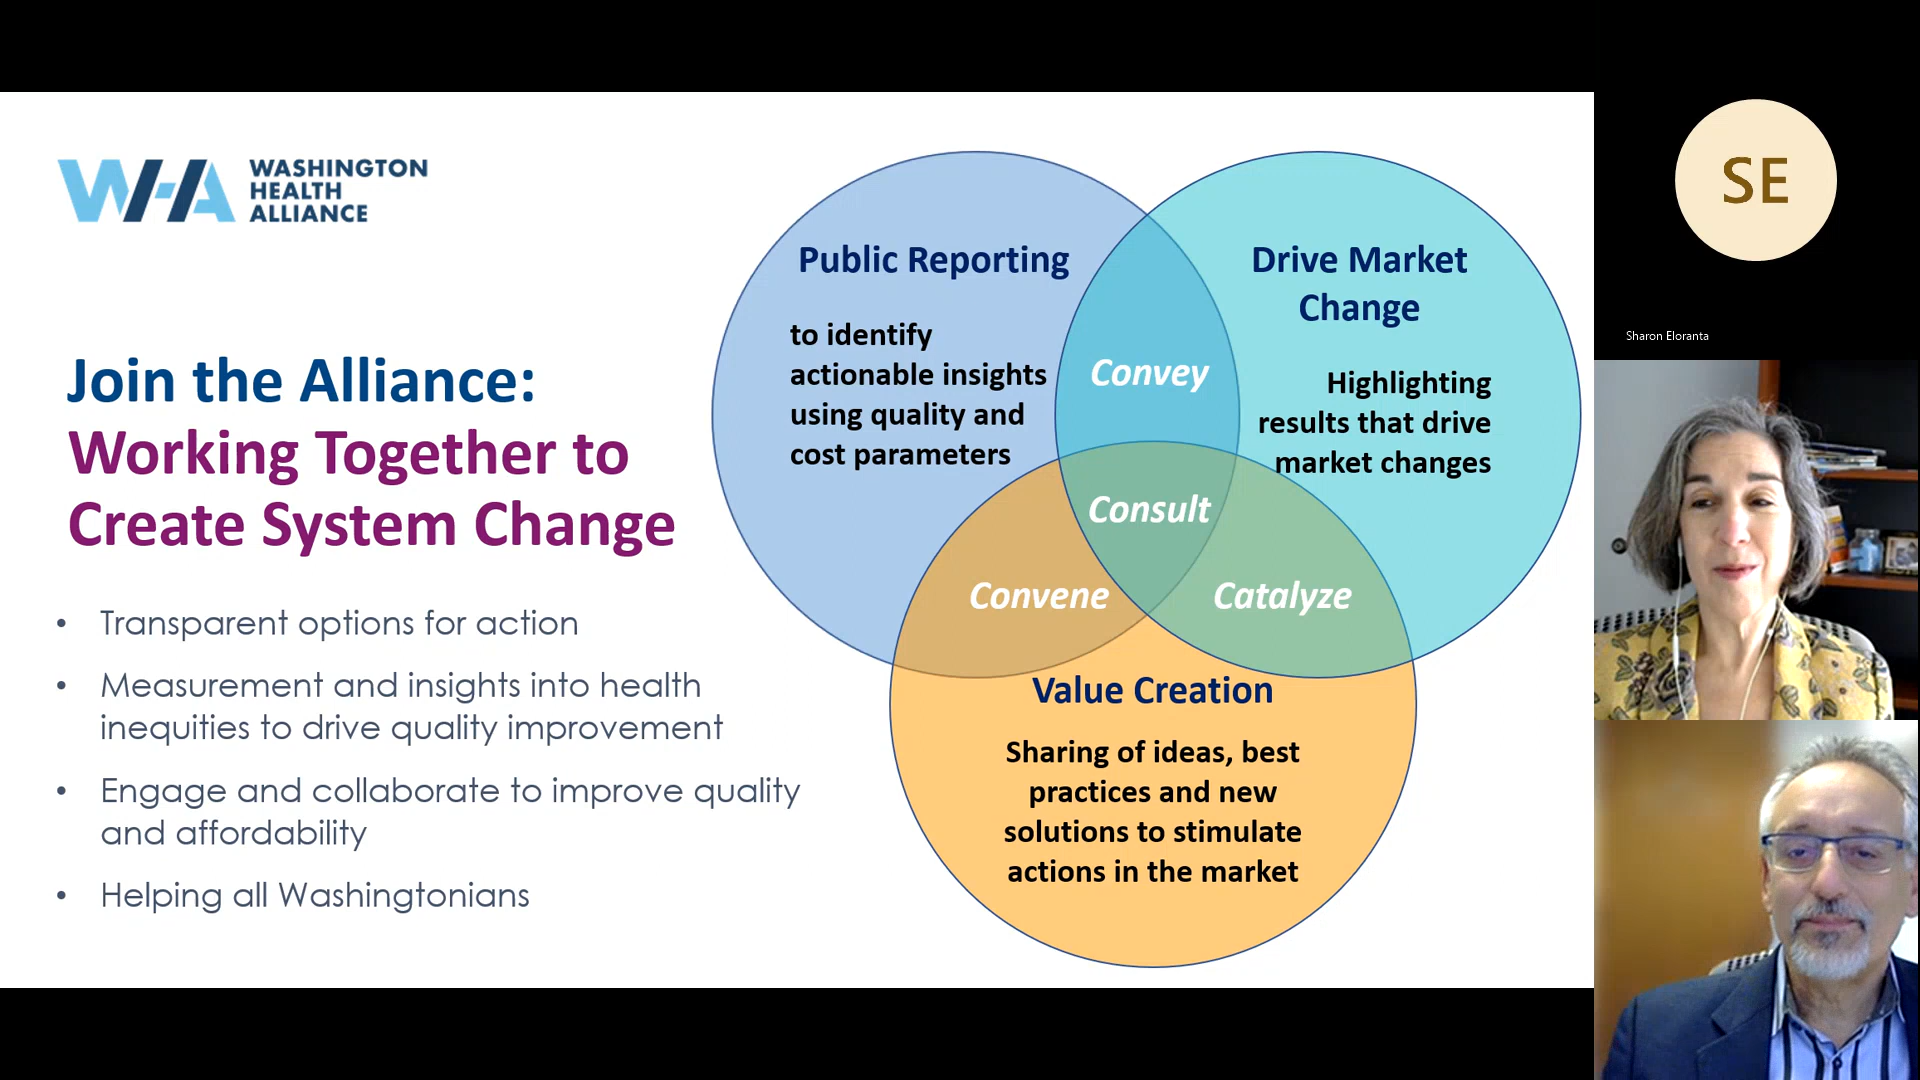 WASHINGTON
HEALTH
ALLIANCE
WHA
Join the Alliance:
Working Together to
Create System Change
• Transparent options for action
• Measurement and insights into health
inequities to drive quality improvement
• Engage and collaborate to improve quality
and affordability
• Helping all Washingtonians
Public Reporting
to identify
actionable insights
using quality and
cost parameters
Convey
Drive Market
Change
Highlighting
results that drive
market changes
Consult
Convene
Catalyze
Value Creation
Sharing of ideas, best
practices and new
solutions to stimulate
actions in the market
SE
Sharon Eloranta